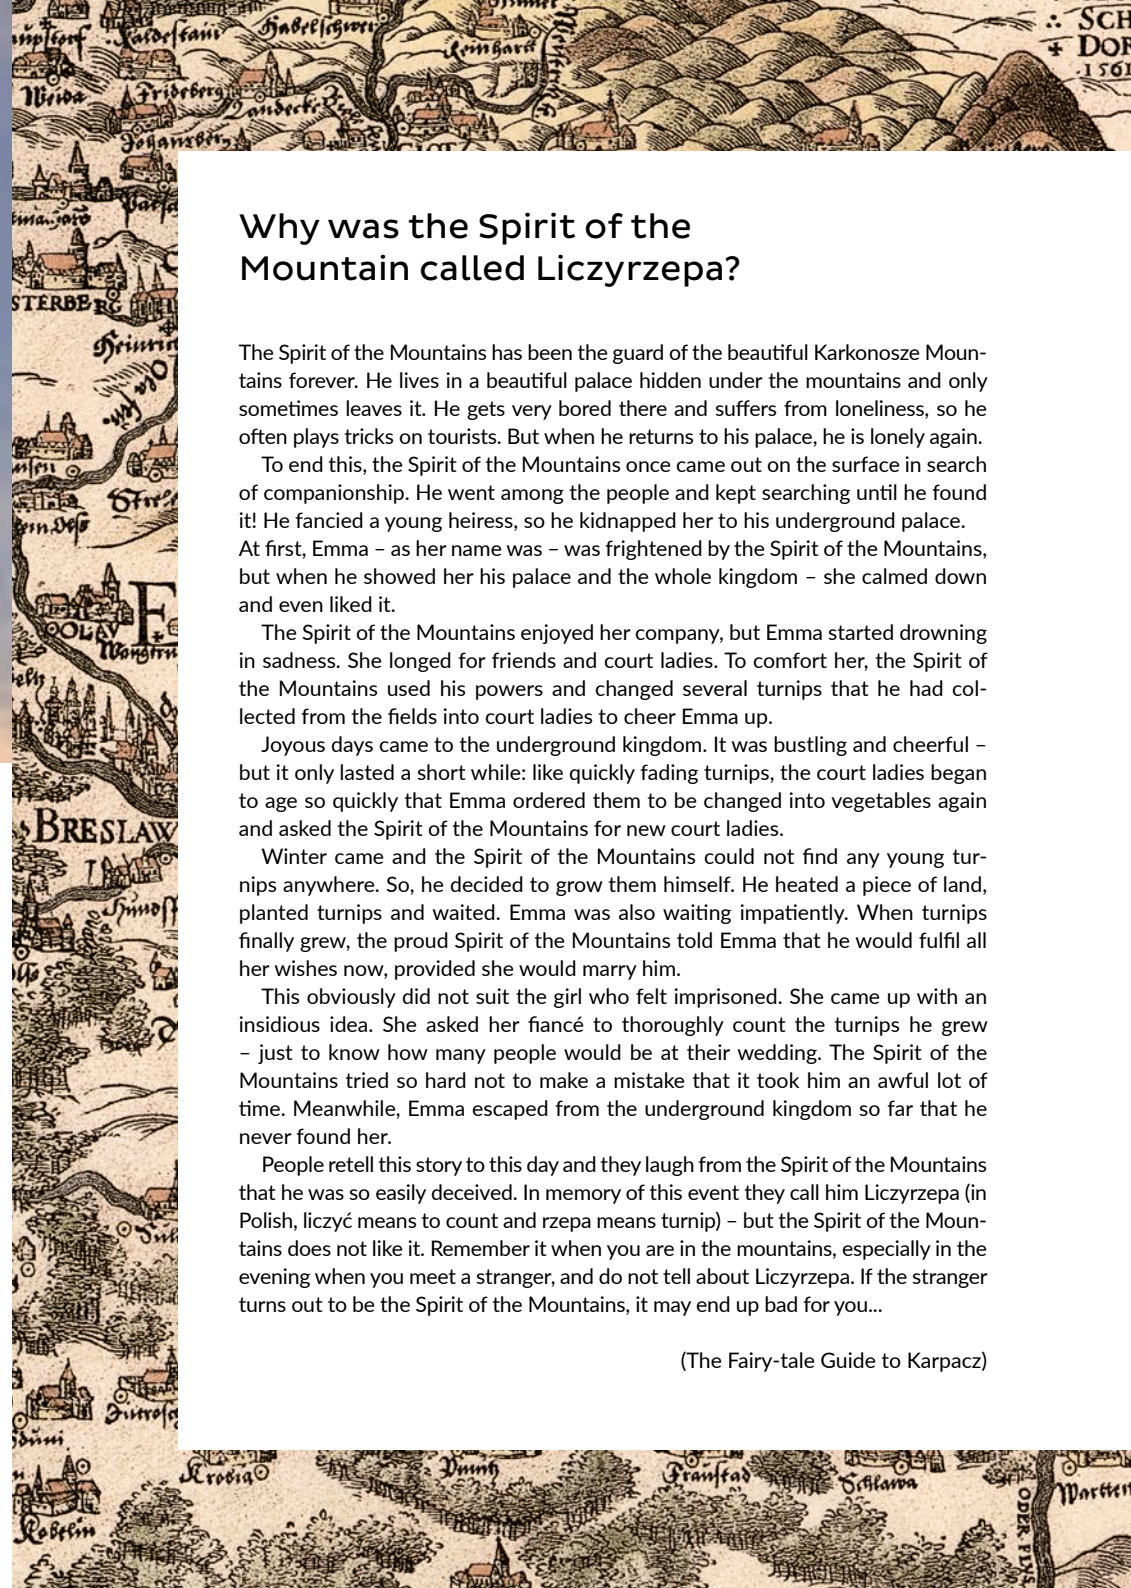 Habelschwer
Reinhartz
SCH
DOR
1561
Weida
Frideberg
Landecke
GLOTZ
Why was the Spirit of the
Mountain called Liczyrzepa?
STERBERG
The Spirit of the Mountains has been the guard of the beautiful Karkonosze Moun-
tains forever. He lives in a beautiful palace hidden under the mountains and only
sometimes leaves it. He gets very bored there and suffers from loneliness, so he
often plays tricks on tourists. But when he returns to his palace, he is lonely again.
To end this, the Spirit of the Mountains once came out on the surface in search
of companionship. He went among the people and kept searching until he found
it! He fancied a young heiress, so he kidnapped her to his underground palace.
At first, Emma – as her name was – was frightened by the Spirit of the Mountains,
but when he showed her his palace and the whole kingdom – she calmed down
and even liked it.
The Spirit of the Mountains enjoyed her company, but Emma started drowning
in sadness. She longed for friends and court ladies. To comfort her, the Spirit of
the Mountains used his powers and changed several turnips that he had col-
lected from the fields into court ladies to cheer Emma up.
Joyous days came to the underground kingdom. It was bustling and cheerful –
but it only lasted a short while: like quickly fading turnips, the court ladies began
to age so quickly that Emma ordered them to be changed into vegetables again
and asked the Spirit of the Mountains for new court ladies.
Winter came and the Spirit of the Mountains could not find any young tur-
nips anywhere. So, he decided to grow them himself. He heated a piece of land,
planted turnips and waited. Emma was also waiting impatiently. When turnips
finally grew, the proud Spirit of the Mountains told Emma that he would fulfil all
her wishes now, provided she would marry him.
This obviously did not suit the girl who felt imprisoned. She came up with an
insidious idea. She asked her fiancé to thoroughly count the turnips he grew
– just to know how many people would be at their wedding. The Spirit of the
Mountains tried so hard not to make a mistake that it took him an awful lot of
time. Meanwhile, Emma escaped from the underground kingdom so far that he
never found her.
People retell this story to this day and they laugh from the Spirit of the Mountains
that he was so easily deceived. In memory of this event they call him Liczyrzepa (in
Polish, liczyć means to count and rzepa means turnip) – but the Spirit of the Moun-
tains does not like it. Remember it when you are in the mountains, especially in the
evening when you meet a stranger, and do not tell about Liczyrzepa. If the stranger
turns out to be the Spirit of the Mountains, it may end up bad for you...
(The Fairy-tale Guide to Karpacz)
OLAV
BRESLAW
Krosig
Fraustad
Schlawa
Kobelin
ODER FLVS